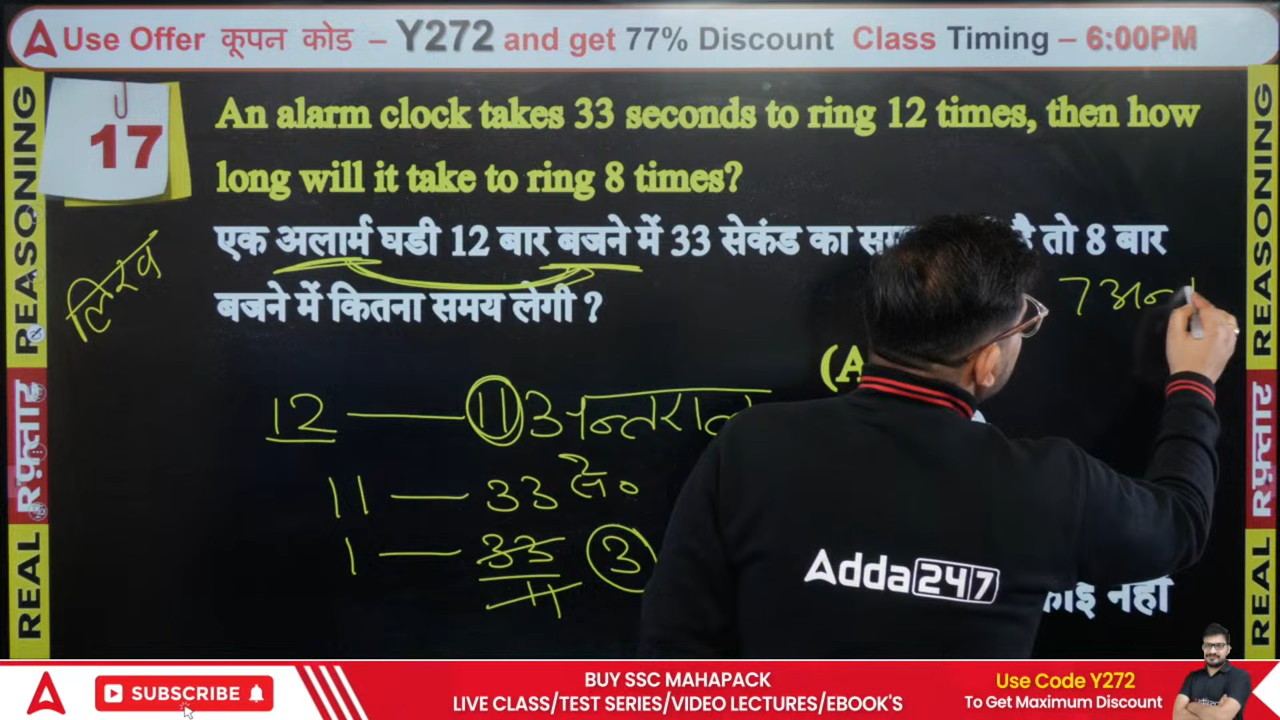 Use Offer कूपन कोड – Y272 and get 77% Discount Class Timing – 6:00PM
REASONING
रफ़्तार
REAL
17
An alarm clock takes 33 seconds to ring 12 times, then how
long will it take to ring 8 times?
एक अलार्म घडी 12 बार बजने में 33 सेकंड का है तो 8 बार
बजने में कितना समय लेगी ?
7
(A
12 — 11
11 — 33 से०
1 — 33 3
11
नहीं
Adda247
REASONING
रफ़्तार
REAL
SUBSCRIBE
BUY SSC MAHAPACK
LIVE CLASS/TEST SERIES/VIDEO LECTURES/EBOOK'S
Use Code Y272
To Get Maximum Discount